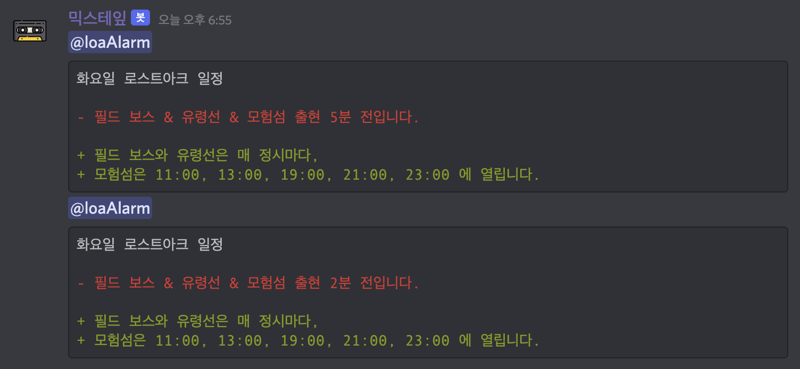 믹스테잎 봇 오늘 오후 6:55
@loaAlarm
화요일 로스트아크 일정
- 필드 보스 & 유령선 & 모험섬 출현 5분 전입니다.
+ 필드 보스와 유령선은 매 정시마다,
+ 모험섬은 11:00, 13:00, 19:00, 21:00, 23:00 에 열립니다.
@loaAlarm
화요일 로스트아크 일정
- 필드 보스 & 유령선 & 모험섬 출현 2분 전입니다.
+ 필드 보스와 유령선은 매 정시마다,
+ 모험섬은 11:00, 13:00, 19:00, 21:00, 23:00 에 열립니다.